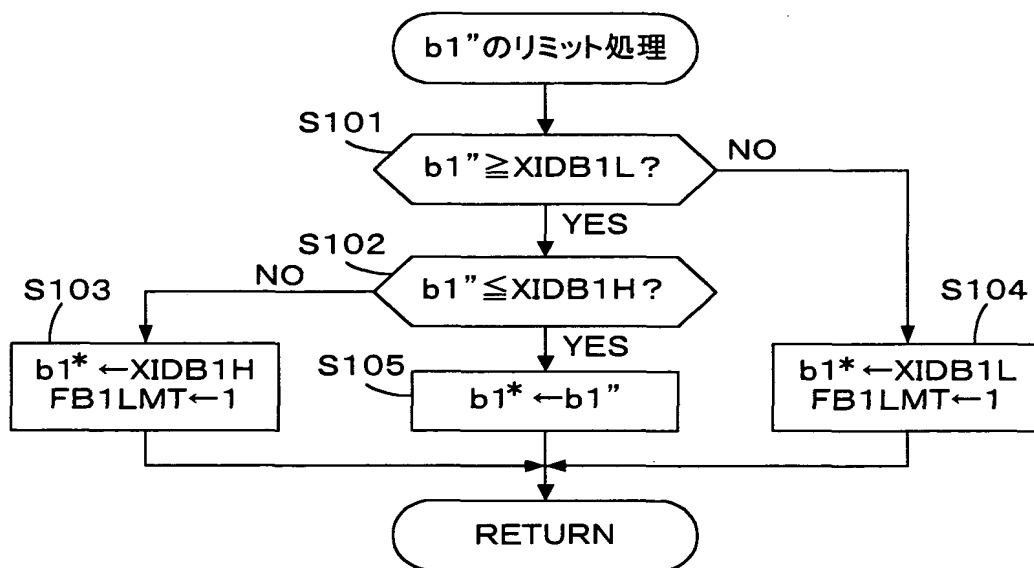 b1”のリミット処理
S101
b1”≧XIDB1L?
NO
YES
S102
b1”≦XIDB1H?
NO
YES
S103
b1* ←XIDB1H
FB1LMT←1
S105
b1* ←b1”
S104
b1* ←XIDB1L
FB1LMT←1
RETURN